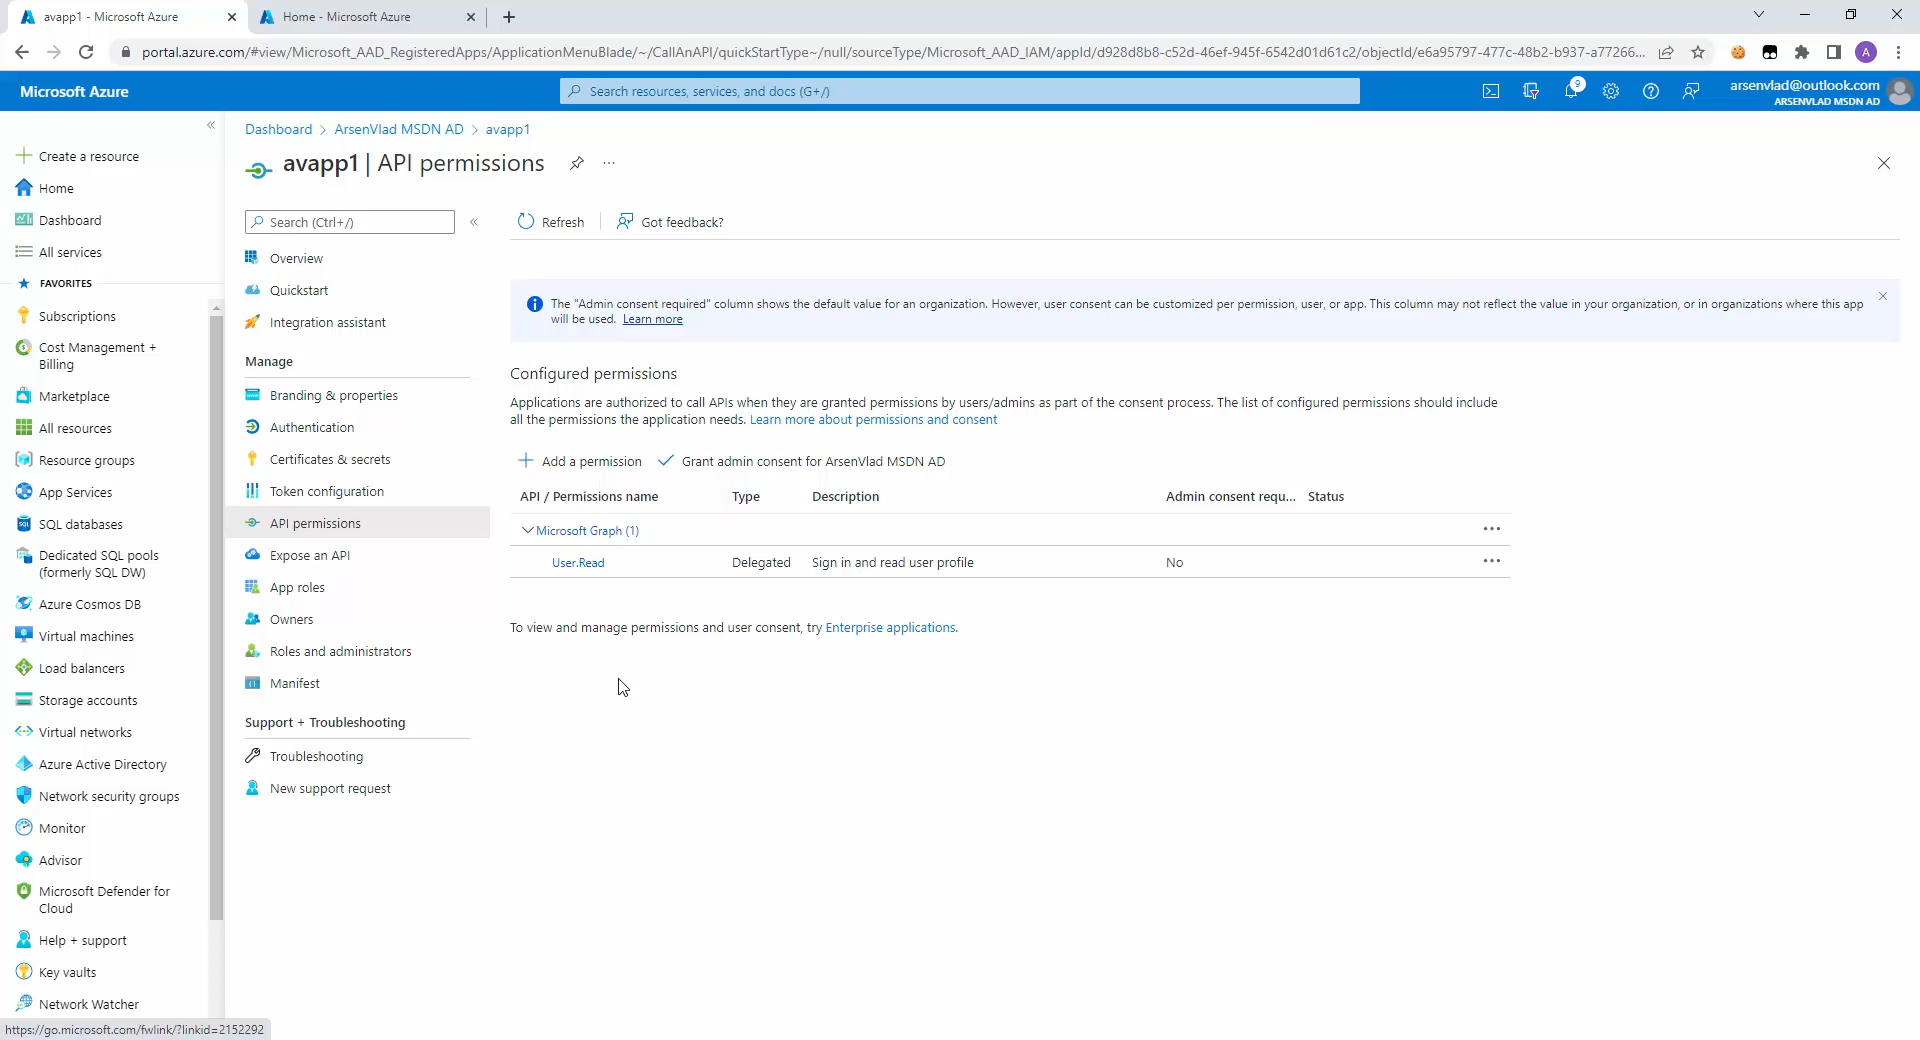 avapp1 - Microsoft Azure
Home - Microsoft Azure
portal.azure.com/#view/Microsoft_AAD_RegisteredApps/ApplicationMenuBlade/~/CallAnAPI/quickStartType~/null/sourceType/Microsoft_AAD_IAM/appId/d928d8b8-c52d-46ef-945f-6542d01d61c2/objectId/e6a95797-477c-48b2-b937-a77266...
A
Microsoft Azure
Search resources, services, and docs (G+/)
9
arsenvlad@outlook.com
ARSENVLAD MSDN AD
Create a resource
Home
Dashboard
All services
FAVORITES
Subscriptions
Cost Management +
Billing
Marketplace
All resources
Resource groups
App Services
SQL databases
Dedicated SQL pools
(formerly SQL DW)
Azure Cosmos DB
Virtual machines
Load balancers
Storage accounts
Virtual networks
Azure Active Directory
Network security groups
Monitor
Advisor
Microsoft Defender for
Cloud
Help + support
Key vaults
Network Watcher
https://go.microsoft.com/fwlink/?linkid=2152292
Dashboard > ArsenVlad MSDN AD > avapp1
avapp1 | API permissions
Search (Ctrl+/)
Overview
Quickstart
Integration assistant
Manage
Branding & properties
Authentication
Certificates & secrets
Token configuration
API permissions
Expose an API
App roles
Owners
Roles and administrators
Manifest
Support + Troubleshooting
Troubleshooting
New support request
Refresh
Got feedback?
The "Admin consent required" column shows the default value for an organization. However, user consent can be customized per permission, user, or app. This column may not reflect the value in your organization, or in organizations where this app
will be used. Learn more
Configured permissions
Applications are authorized to call APIs when they are granted permissions by users/admins as part of the consent process. The list of configured permissions should include
all the permissions the application needs. Learn more about permissions and consent
Add a permission
Grant admin consent for ArsenVlad MSDN AD
API / Permissions name Type Description Admin consent requ... Status
Microsoft Graph (1)
User.Read Delegated Sign in and read user profile No
To view and manage permissions and user consent, try Enterprise applications.